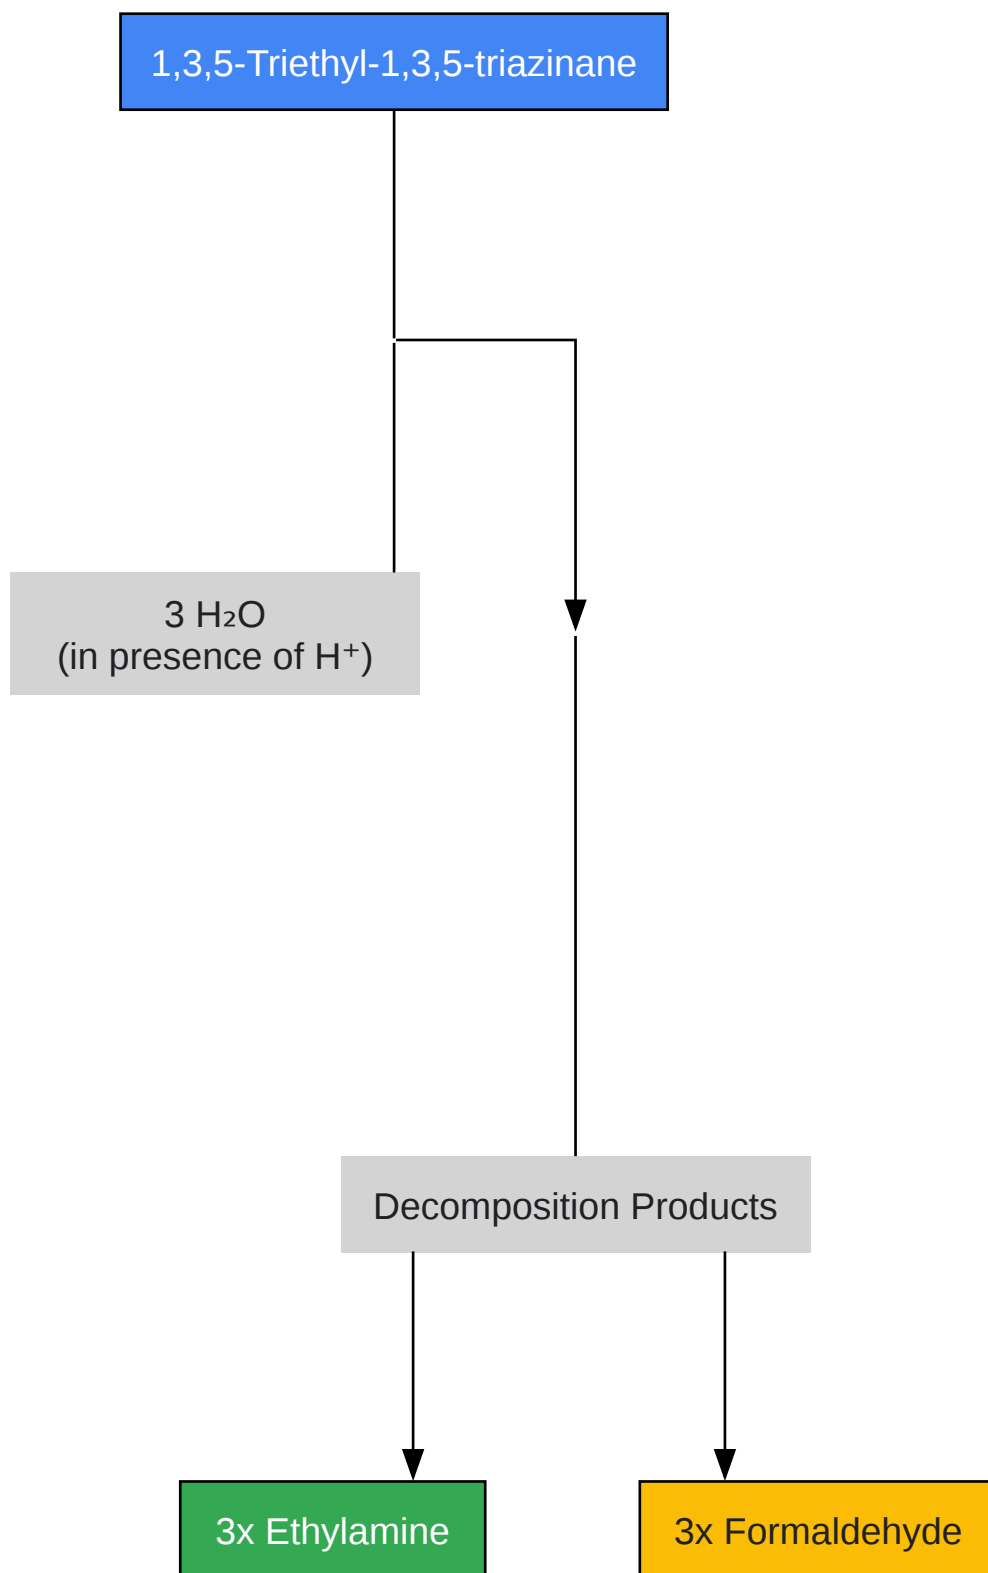 1,3,5-Triethyl-1,3,5-triazinane
3 H₂O
(in presence of H⁺)
Decomposition Products
3x Ethylamine
3x Formaldehyde